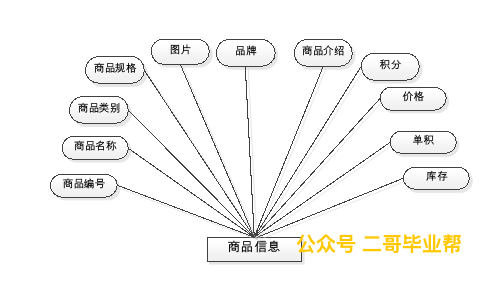 图片
品牌
商品介绍
商品规格
积分
价格
商品类别
单积
商品名称
库存
商品编号
商品信息
公众号 二哥毕业帮